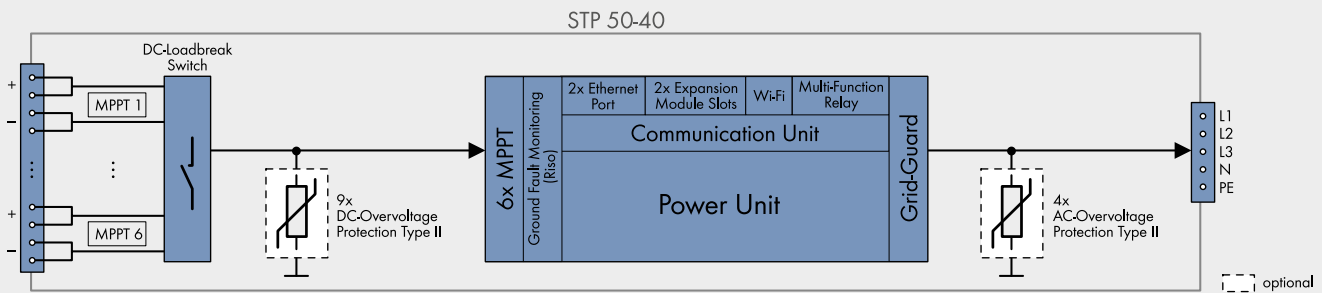 STP 50-40
DC-Loadbreak
Switch
+
MPPT 1
−
...
...
+
MPPT 6
−
9x
DC-Overvoltage
Protection Type II
6x MPPT
Ground Fault Monitoring
(Riso)
2x Ethernet
Port
2x Expansion
Module Slots
Wi-Fi
Multi-Function
Relay
Communication Unit
Power Unit
Grid-Guard
4x
AC-Overvoltage
Protection Type II
L1
L2
L3
N
PE
optional